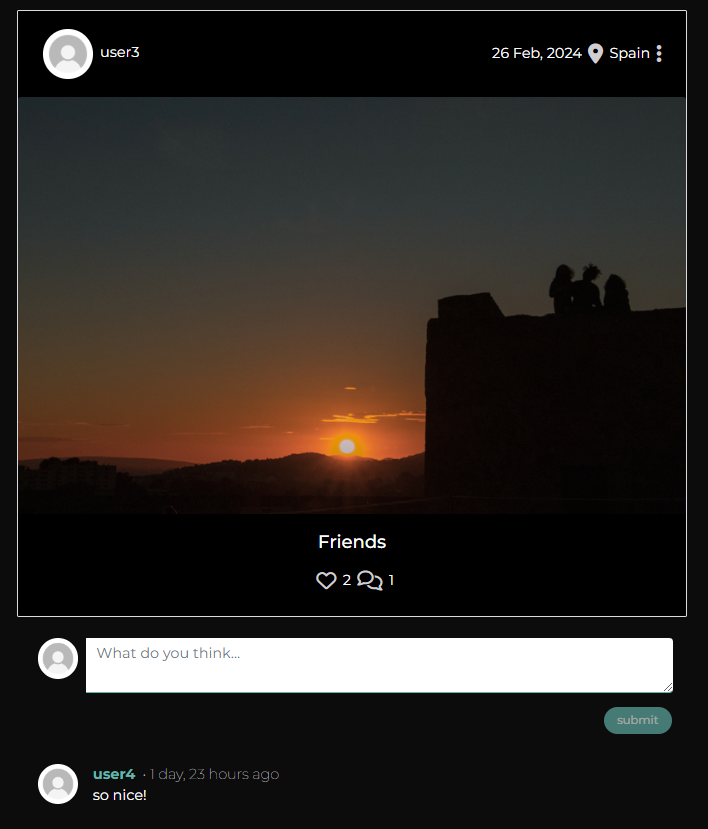 user3
26 Feb, 2024 Spain
Friends
2 1
What do you think...
submit
user4 · 1 day, 23 hours ago
so nice!